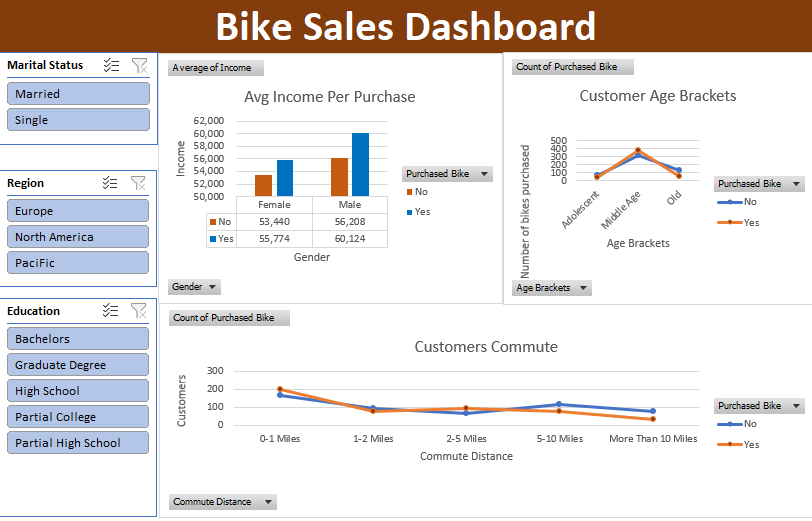 Bike Sales Dashboard
Marital Status
Married
Single
Region
Europe
North America
PaciFic
Education
Bachelors
Graduate Degree
High School
Partial College
Partial High School
Average of Income
Avg Income Per Purchase
Income
62,000
60,000
58,000
56,000
54,000
52,000
50,000
Female Male
No 53,440 56,208
Yes 55,774 60,124
Gender
Purchased Bike
No
Yes
Gender
Count of Purchased Bike
Customer Age Brackets
Number of bikes purchased
500
400
300
200
100
0
Adolescent
Middle Age
Old
Age Brackets
Purchased Bike
No
Yes
Age Brackets
Count of Purchased Bike
Customers Commute
Customers
300
200
100
0
0-1 Miles 1-2 Miles 2-5 Miles 5-10 Miles More Than 10 Miles
Commute Distance
Purchased Bike
No
Yes
Commute Distance